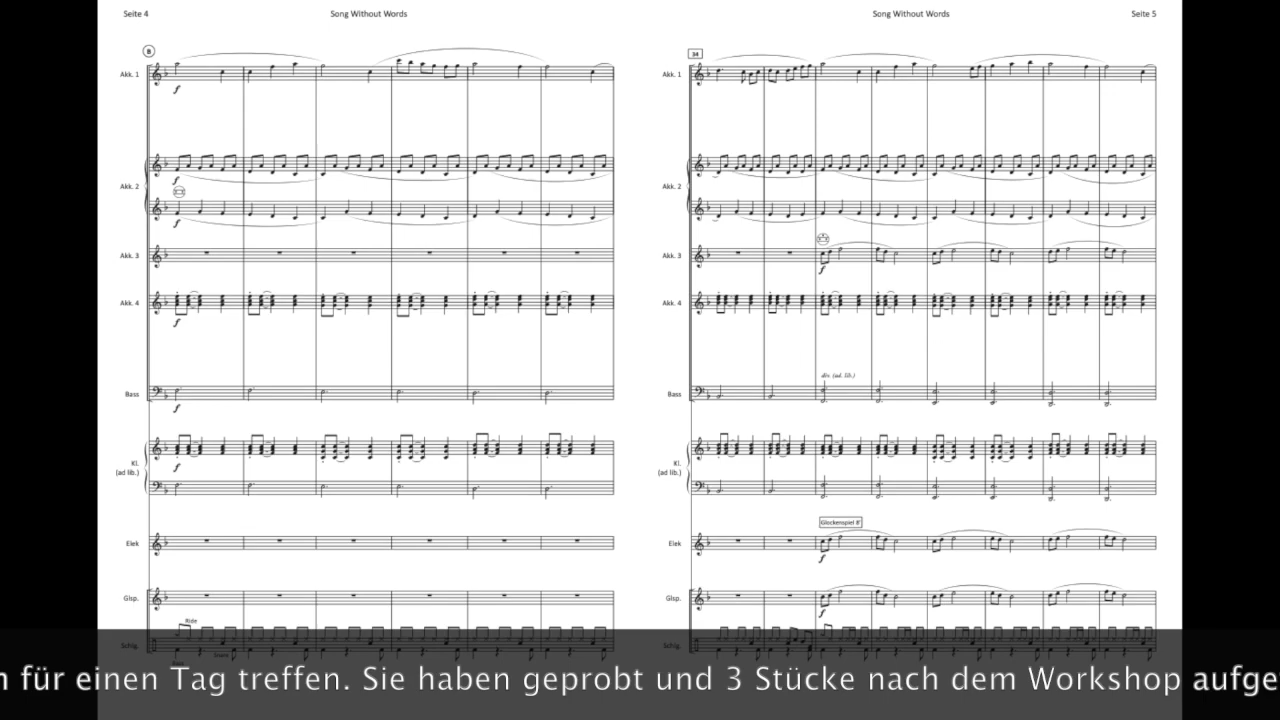 Seite 4
Song Without Words
B
Akk. 1
f
Akk. 2
f
f
Akk. 3
Akk. 4
f
Bass
f
Kl.
(ad lib.)
f
Elek
Glsp.
Ride
Schlg.
Snare
Song Without Words
Seite 5
34
Akk. 1
Akk. 2
Akk. 3
f
Akk. 4
div. (ad. lib.)
Bass
Kl.
(ad lib.)
Glockenspiel 8'
Elek
f
Glsp.
f
Schlg.
n für einen Tag treffen. Sie haben geprobt und 3 Stücke nach dem Workshop aufge